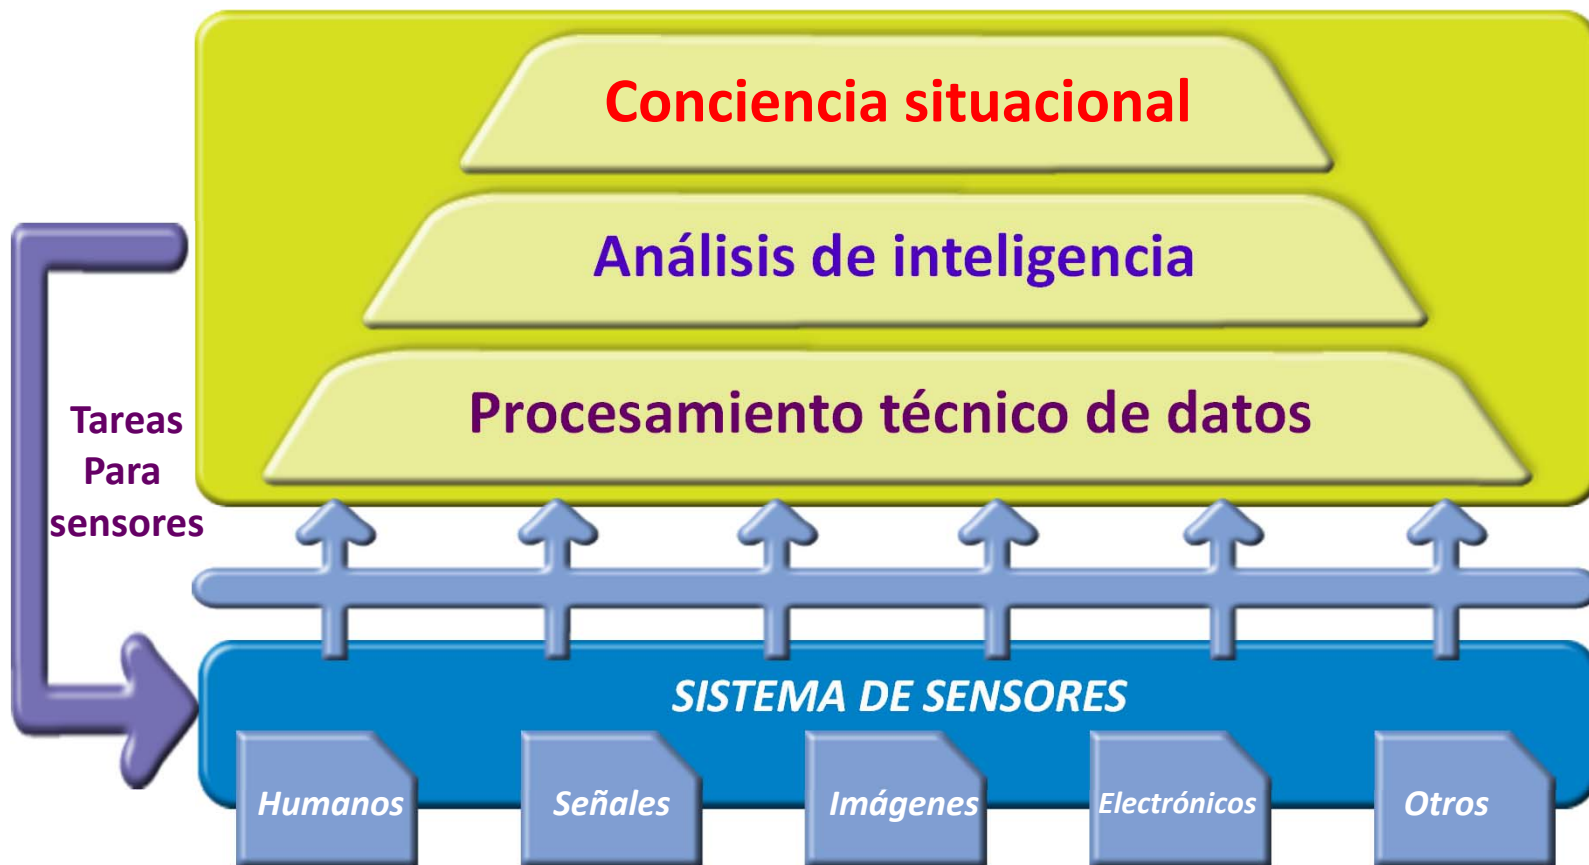 Conciencia situacional
Análisis de inteligencia
Procesamiento técnico de datos
Tareas
Para
sensores
SISTEMA DE SENSORES
Humanos
Señales
Imágenes
Electrónicos
Otros